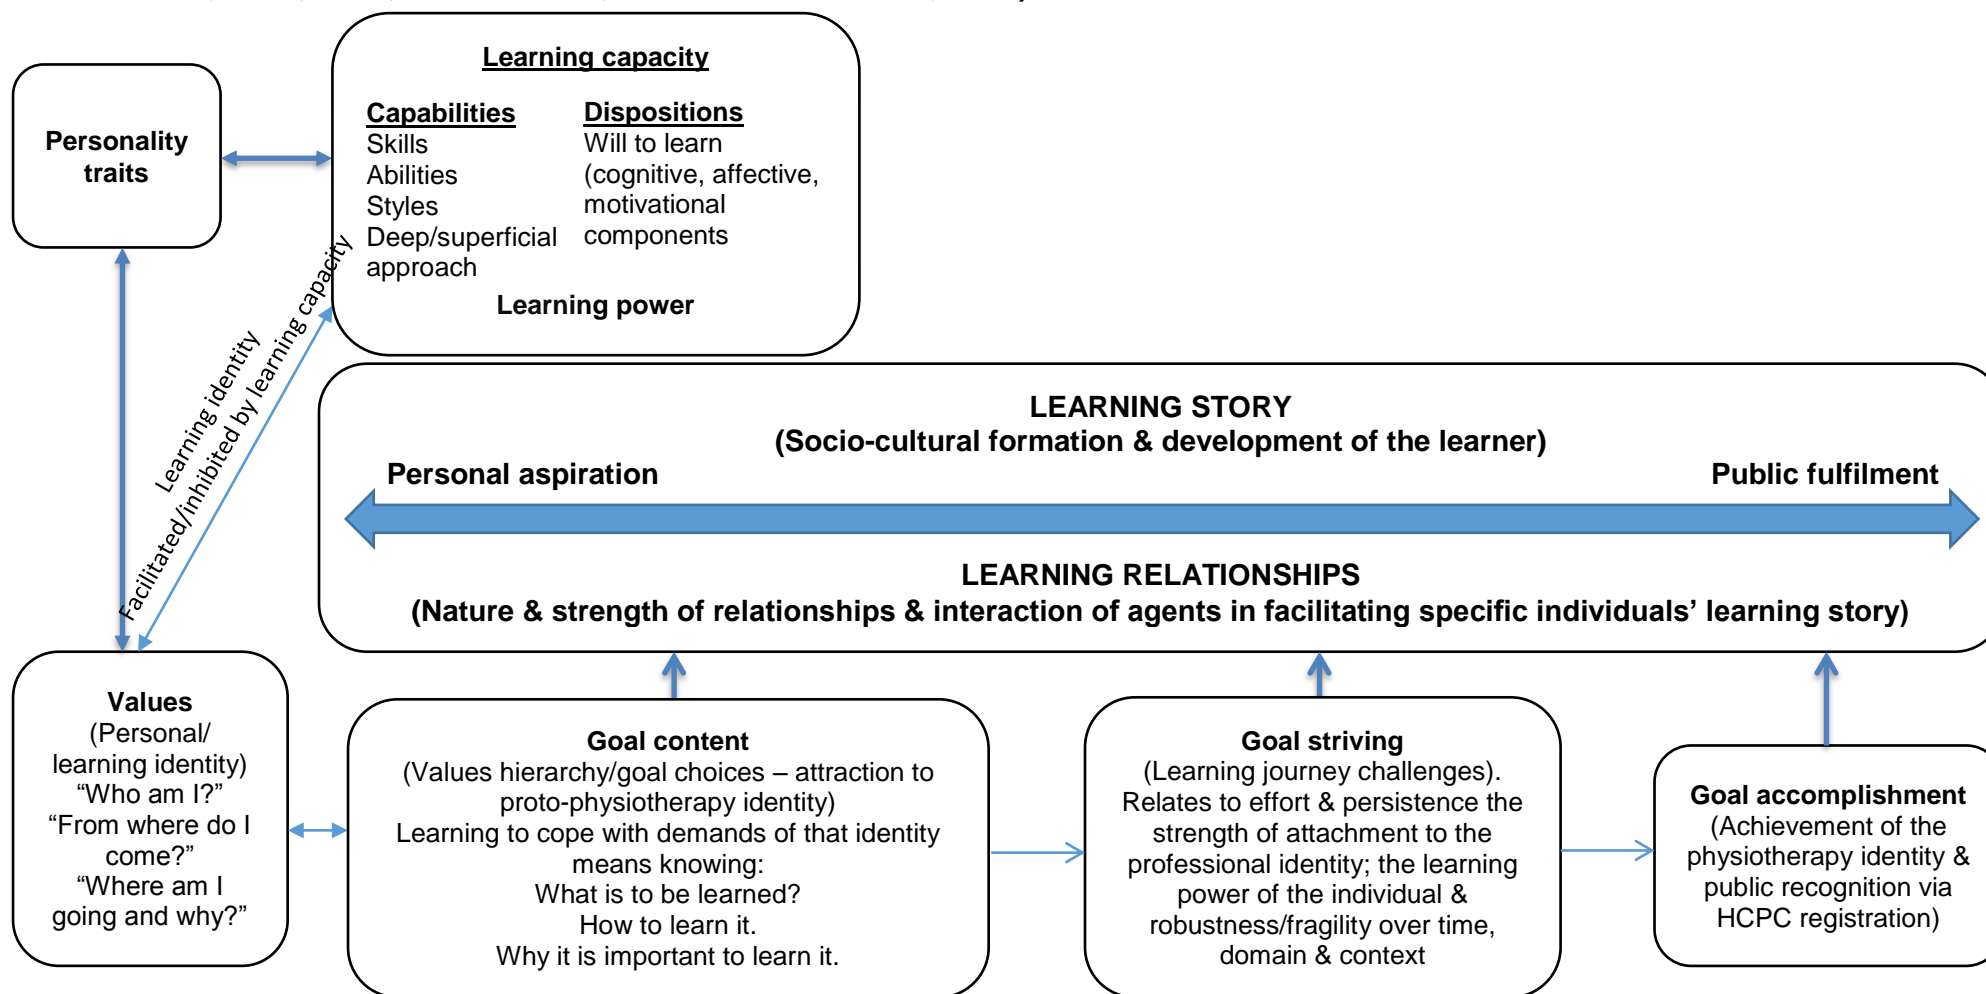 Personality
traits
Learning capacity
Capabilities
Skills
Abilities
Styles
Deep/superficial
approach
Dispositions
Will to learn
(cognitive, affective,
motivational
components
Learning power
Learning identity
Facilitated/inhibited by learning capacity
LEARNING STORY
(Socio-cultural formation & development of the learner)
Personal aspiration
Public fulfilment
LEARNING RELATIONSHIPS
(Nature & strength of relationships & interaction of agents in facilitating specific individuals’ learning story)
Values
(Personal/
learning identity)
“Who am I?”
“From where do I
come?”
“Where am I
going and why?”
Goal content
(Values hierarchy/goal choices – attraction to
proto-physiotherapy identity)
Learning to cope with demands of that identity
means knowing:
What is to be learned?
How to learn it.
Why it is important to learn it.
Goal striving
(Learning journey challenges).
Relates to effort & persistence the
strength of attachment to the
professional identity; the learning
power of the individual &
robustness/fragility over time,
domain & context
Goal accomplishment
(Achievement of the
physiotherapy identity &
public recognition via
HCPC registration)